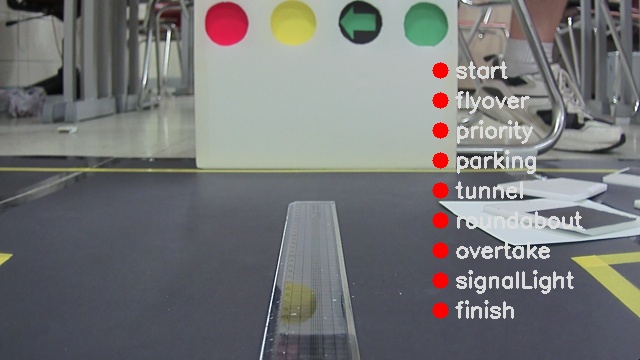 start
flyover
priority
parking
tunnel
roundabout
overtake
signalLight
finish